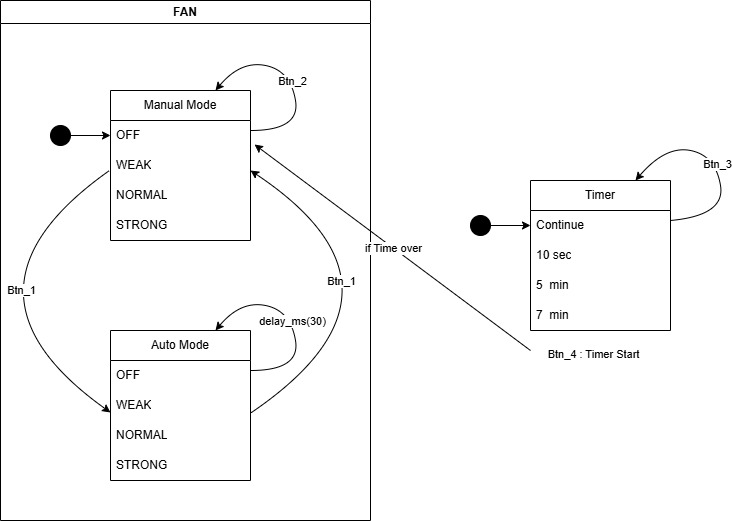 FAN
Btn_2
Manual Mode
OFF
WEAK
NORMAL
STRONG
Btn_1
Btn_1
delay_ms(30)
Auto Mode
OFF
WEAK
NORMAL
STRONG
if Time over
Btn_3
Timer
Continue
10 sec
5 min
7 min
Btn_4 : Timer Start